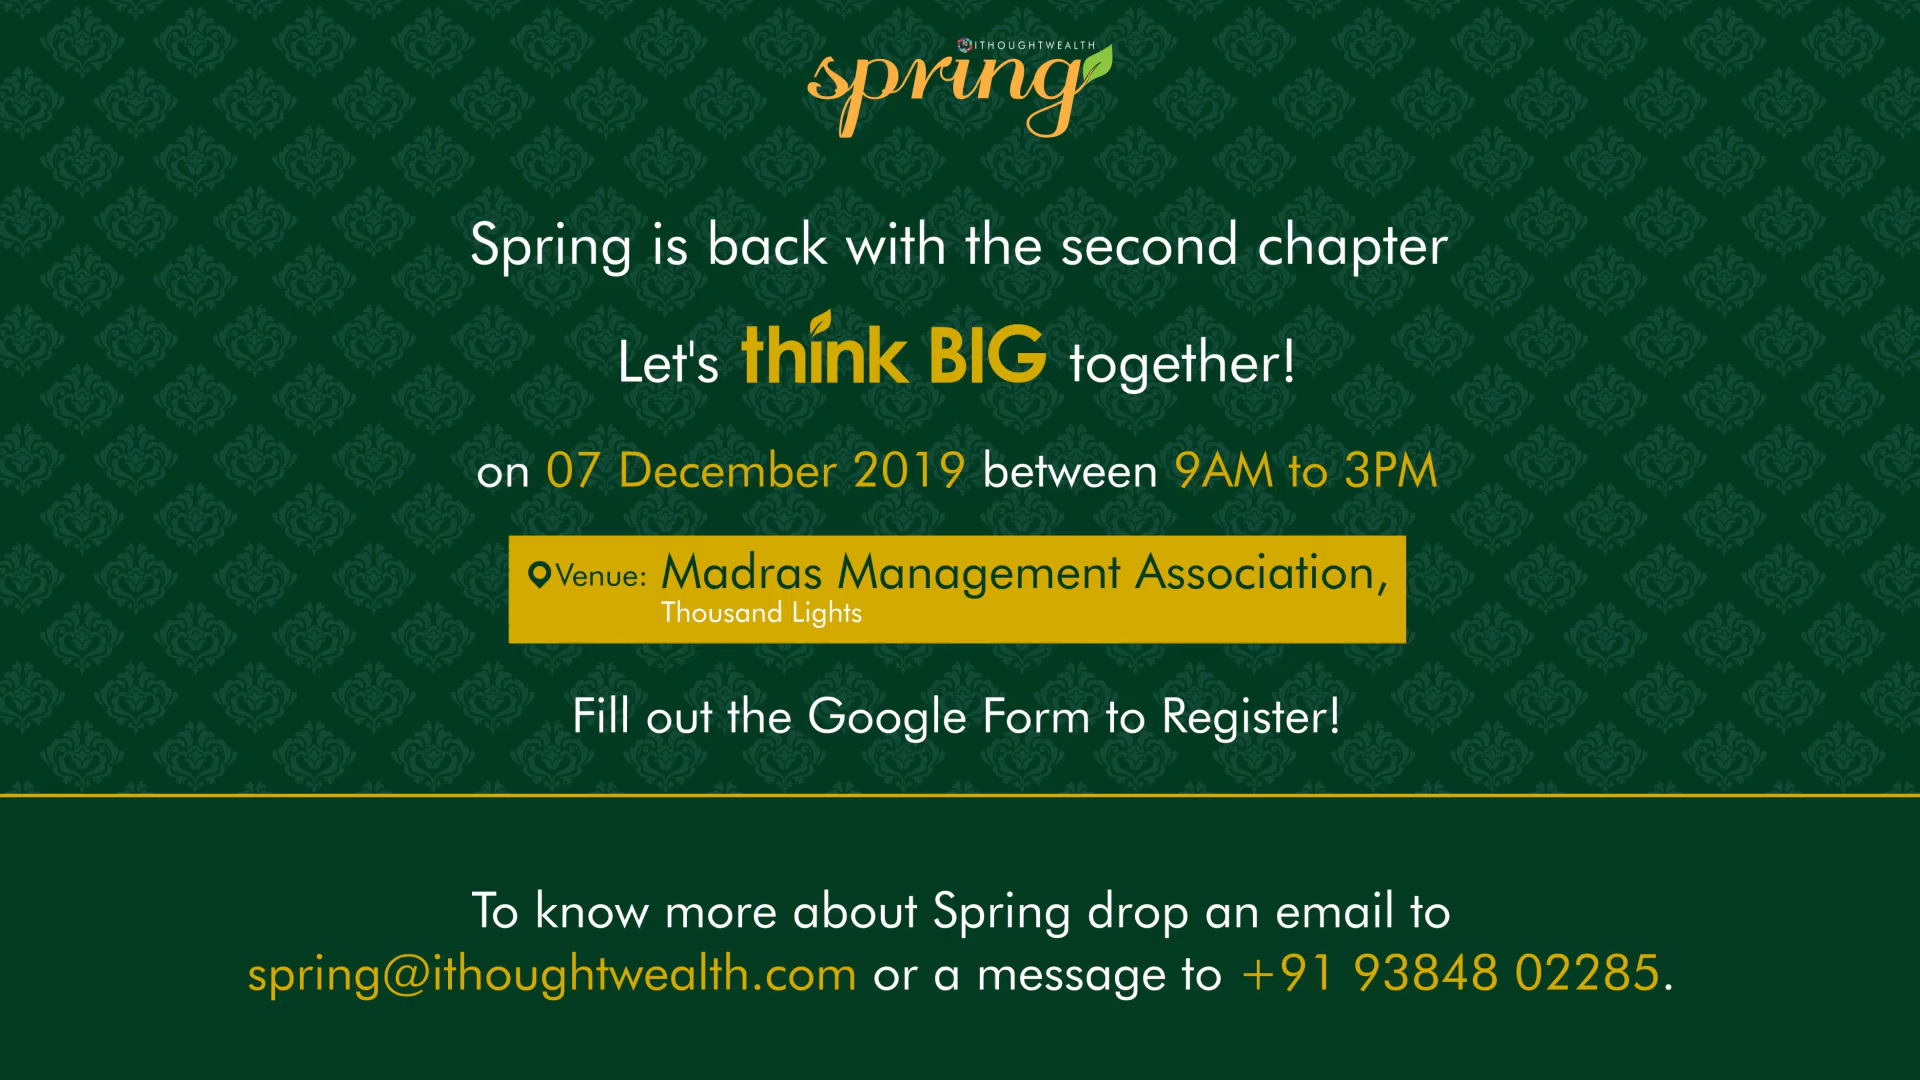 ITHOUGHTWEALTH
spring
Spring is back with the second chapter
Let's think BIG together!
on 07 December 2019 between 9AM to 3PM
Venue: Madras Management Association,
Thousand Lights
Fill out the Google Form to Register!
To know more about Spring drop an email to
spring@ithoughtwealth.com or a message to +91 93848 02285.